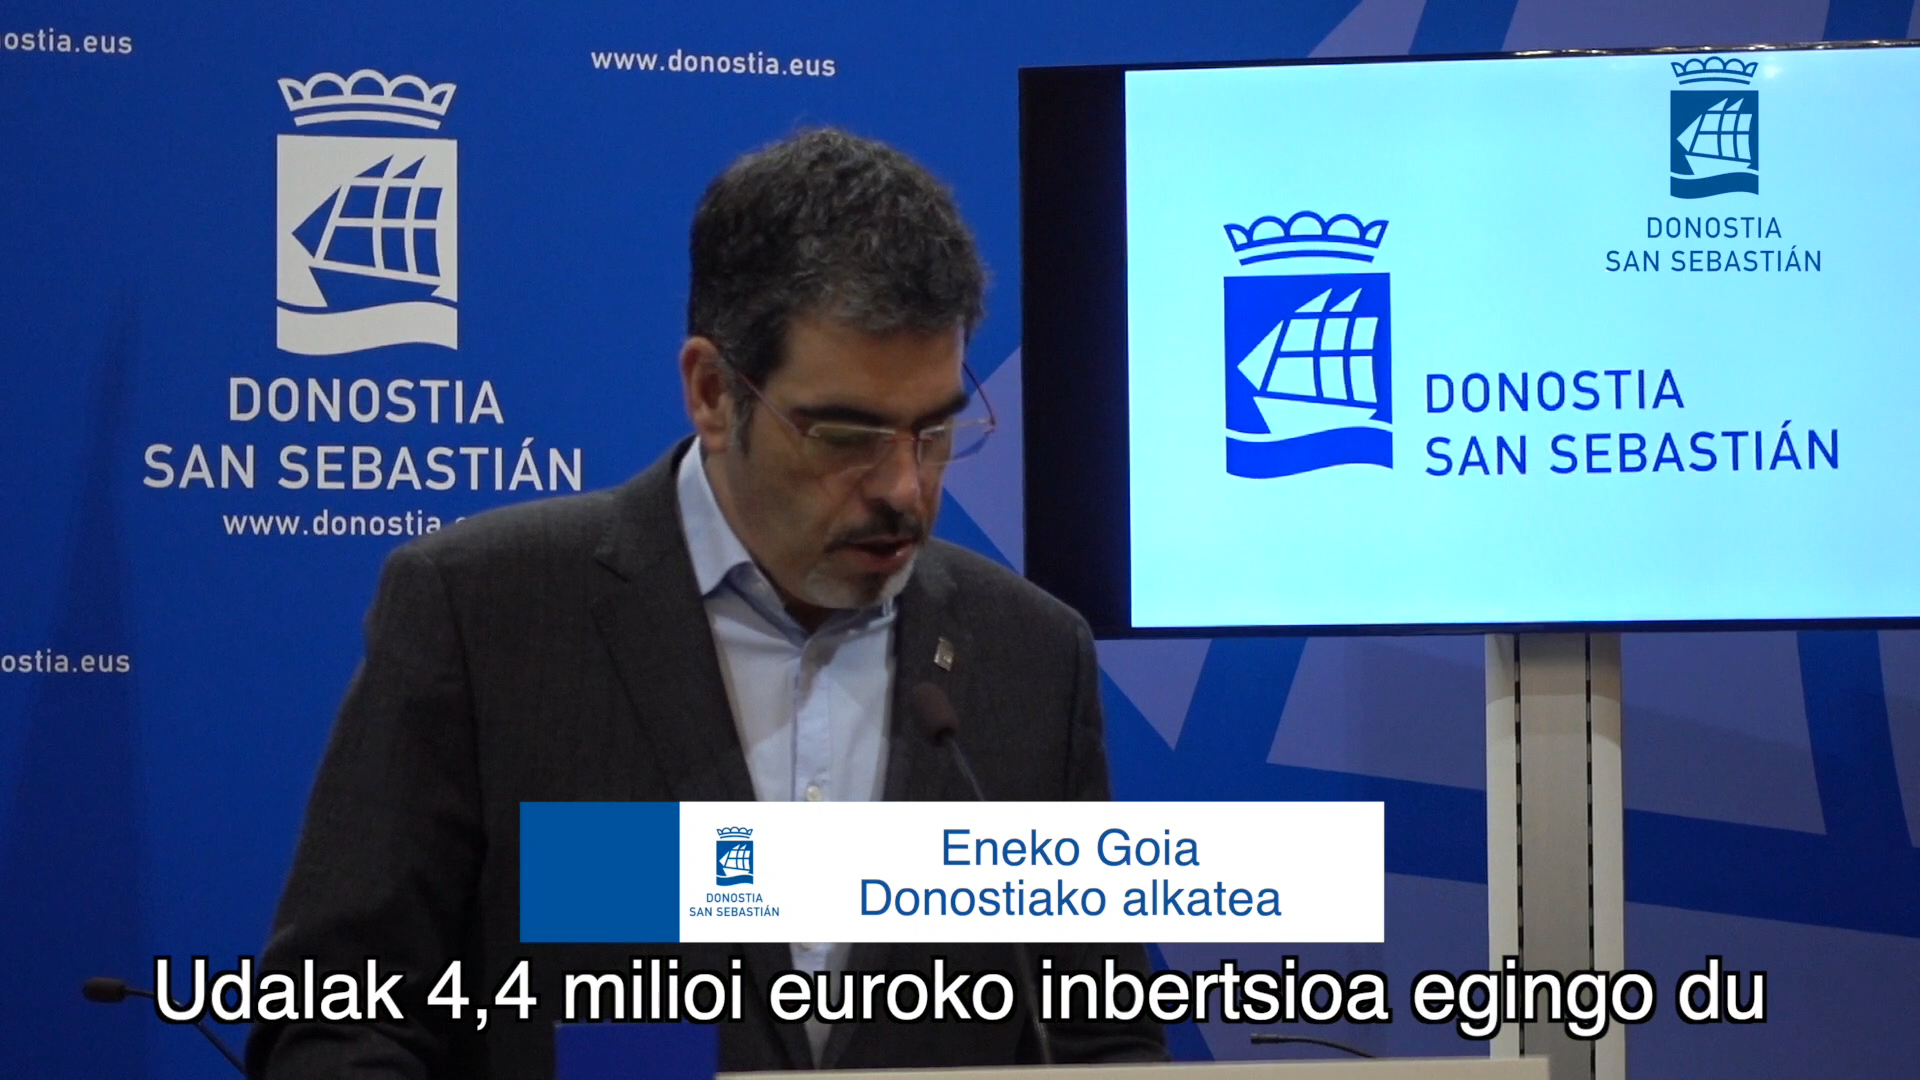 ostia.eus
www.donostia.eus
DONOSTIA
SAN SEBASTIÁN
www.donostia
ostia.eus
DONOSTIA
SAN SEBASTIÁN
DONOSTIA
SAN SEBASTIÁN
DONOSTIA
SAN SEBASTIÁN
Eneko Goia
Donostiako alkatea
Udalak 4,4 milioi euroko inbertsioa egingo du